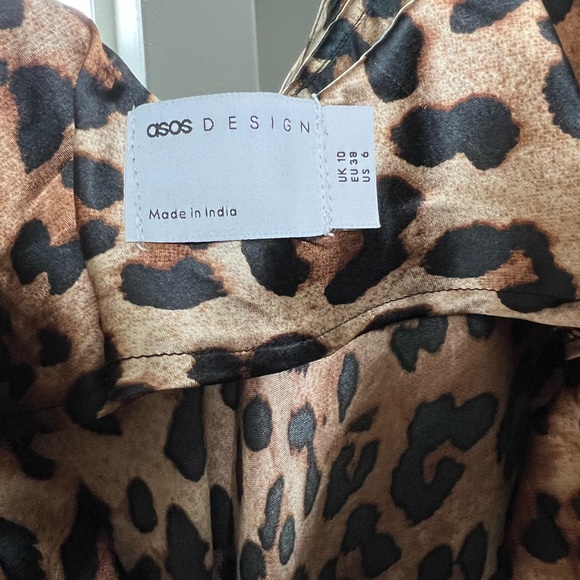 asos DESIGN
Made in India
UK 10
EU 38
US 6